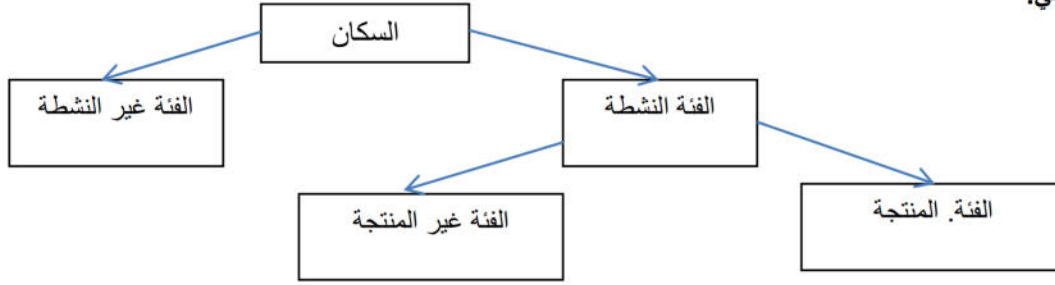 السكان
الفئة النشطة
الفئة غير النشطة
الفئة. المنتجة
الفئة غير المنتجة